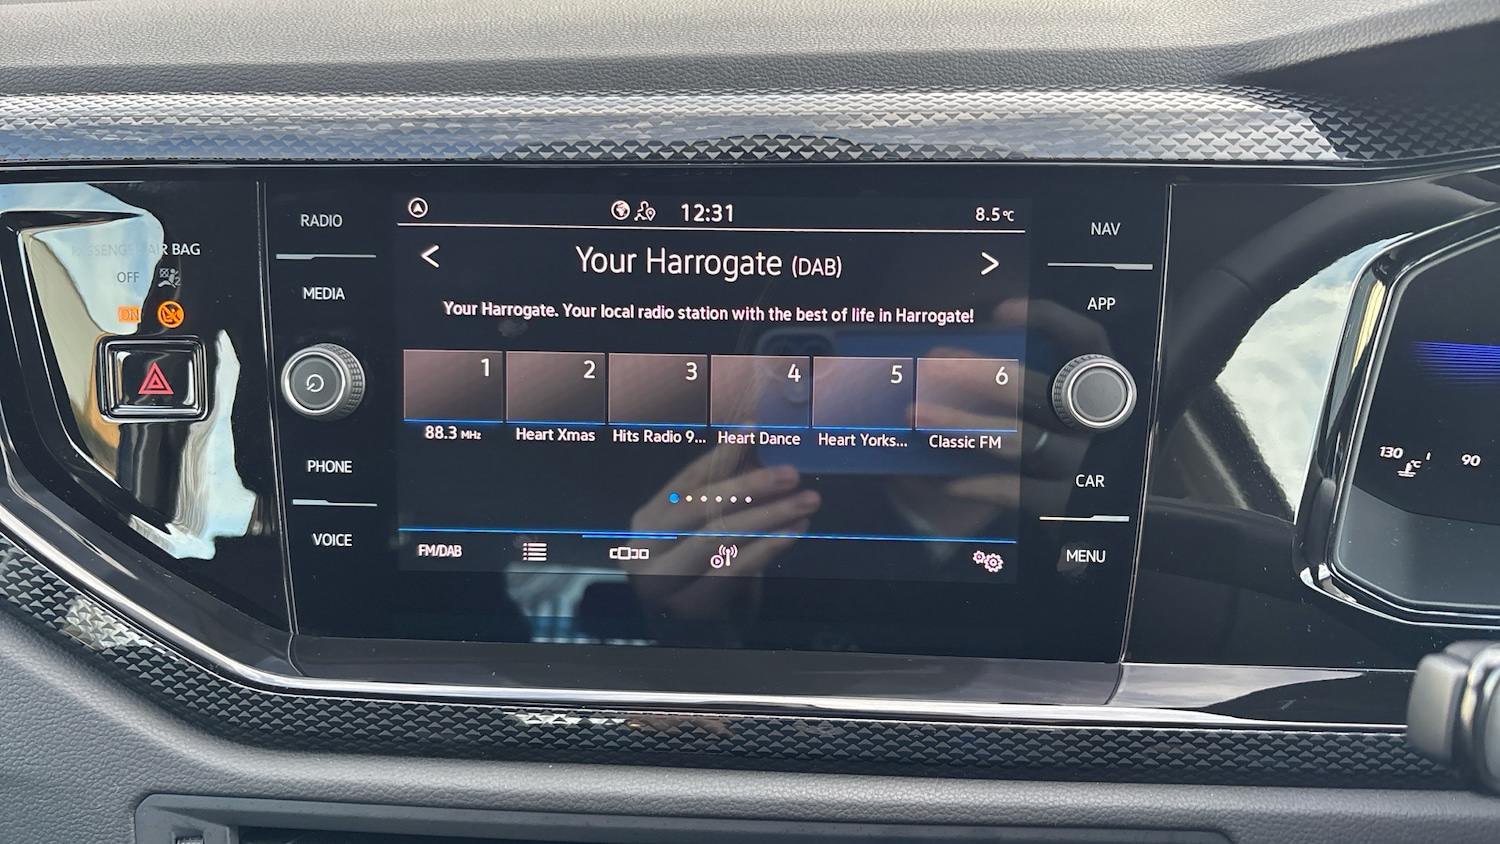 PASSENGER AIR BAG
OFF
ON
RADIO
MEDIA
PHONE
VOICE
12:31
8.5°C
Your Harrogate (DAB)
Your Harrogate. Your local radio station with the best of life in Harrogate!
1
2
3
4
5
6
88.3 MHz
Heart Xmas
Hits Radio 9...
Heart Dance
Heart Yorks...
Classic FM
FM/DAB
NAV
APP
CAR
MENU
130
°C
90